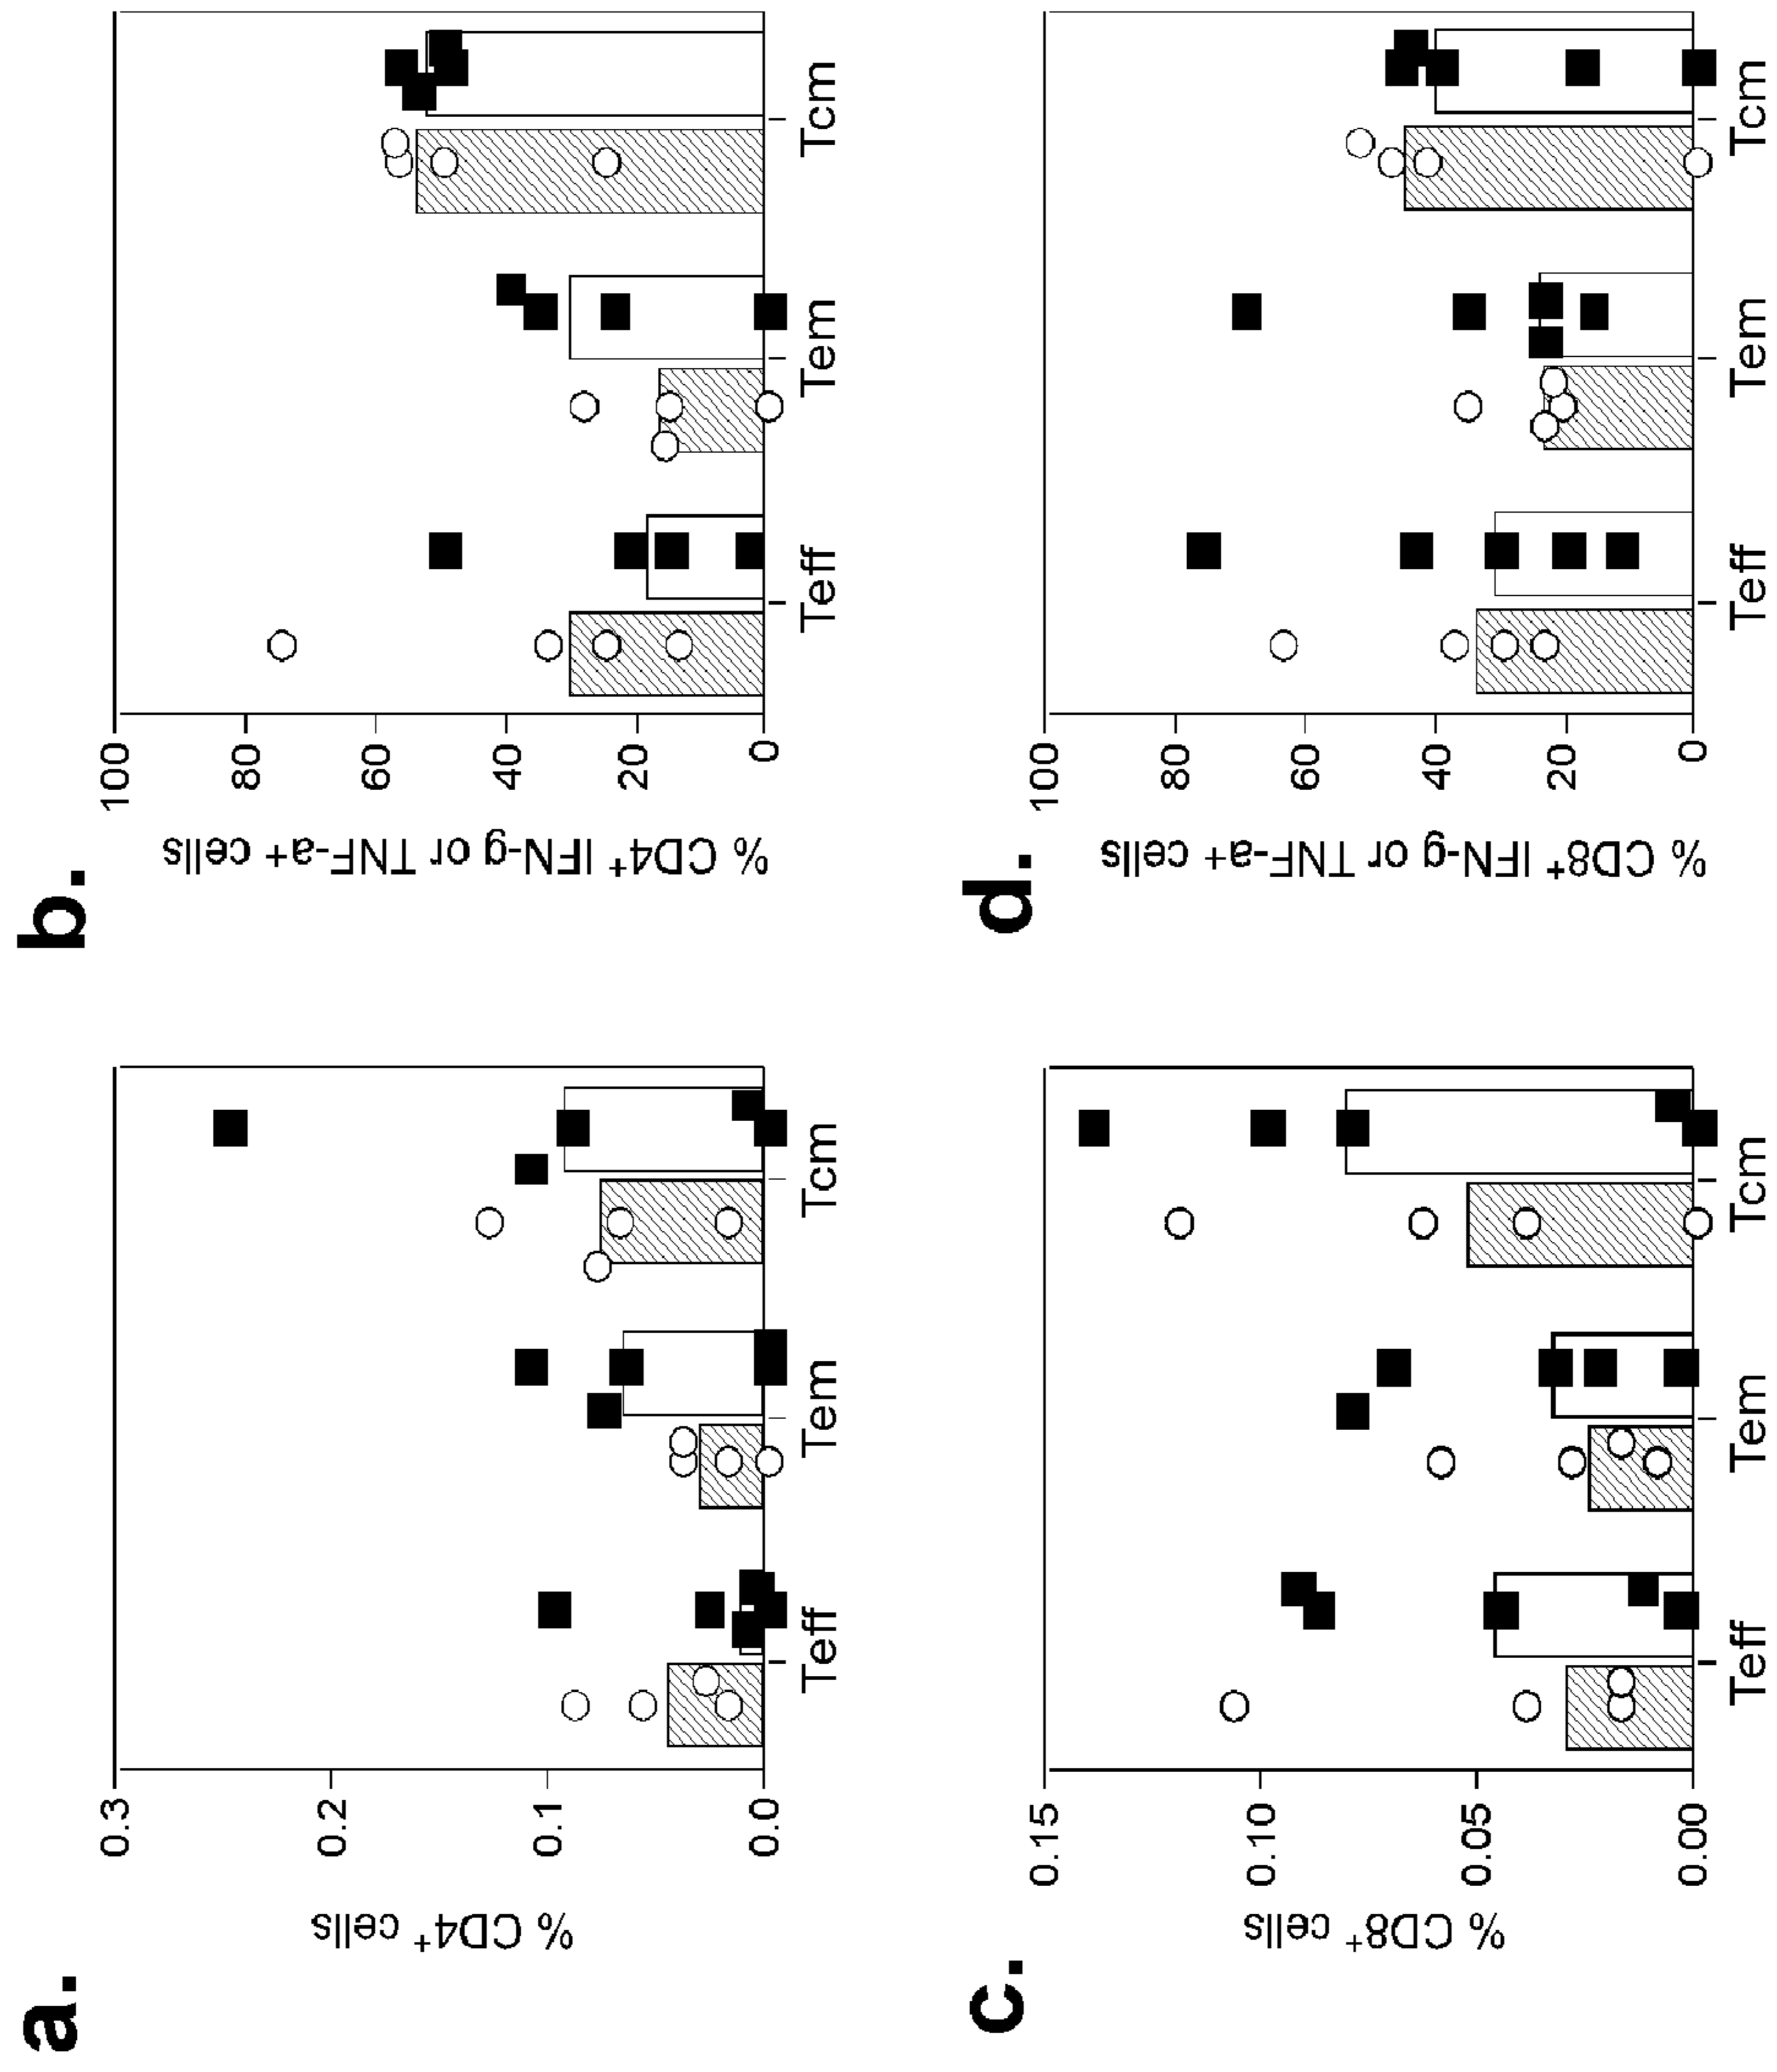 a.
% CD4⁺ cells
0.3
0.2
0.1
0.0
Teff Tem Tcm
b.
% CD4⁺ IFN-g or TNF-a+ cells
100
80
60
40
20
0
Teff Tem Tcm
c.
% CD8⁺ cells
0.15
0.10
0.05
0.00
Teff Tem Tcm
d.
% CD8⁺ IFN-g or TNF-a+ cells
100
80
60
40
20
0
Teff Tem Tcm